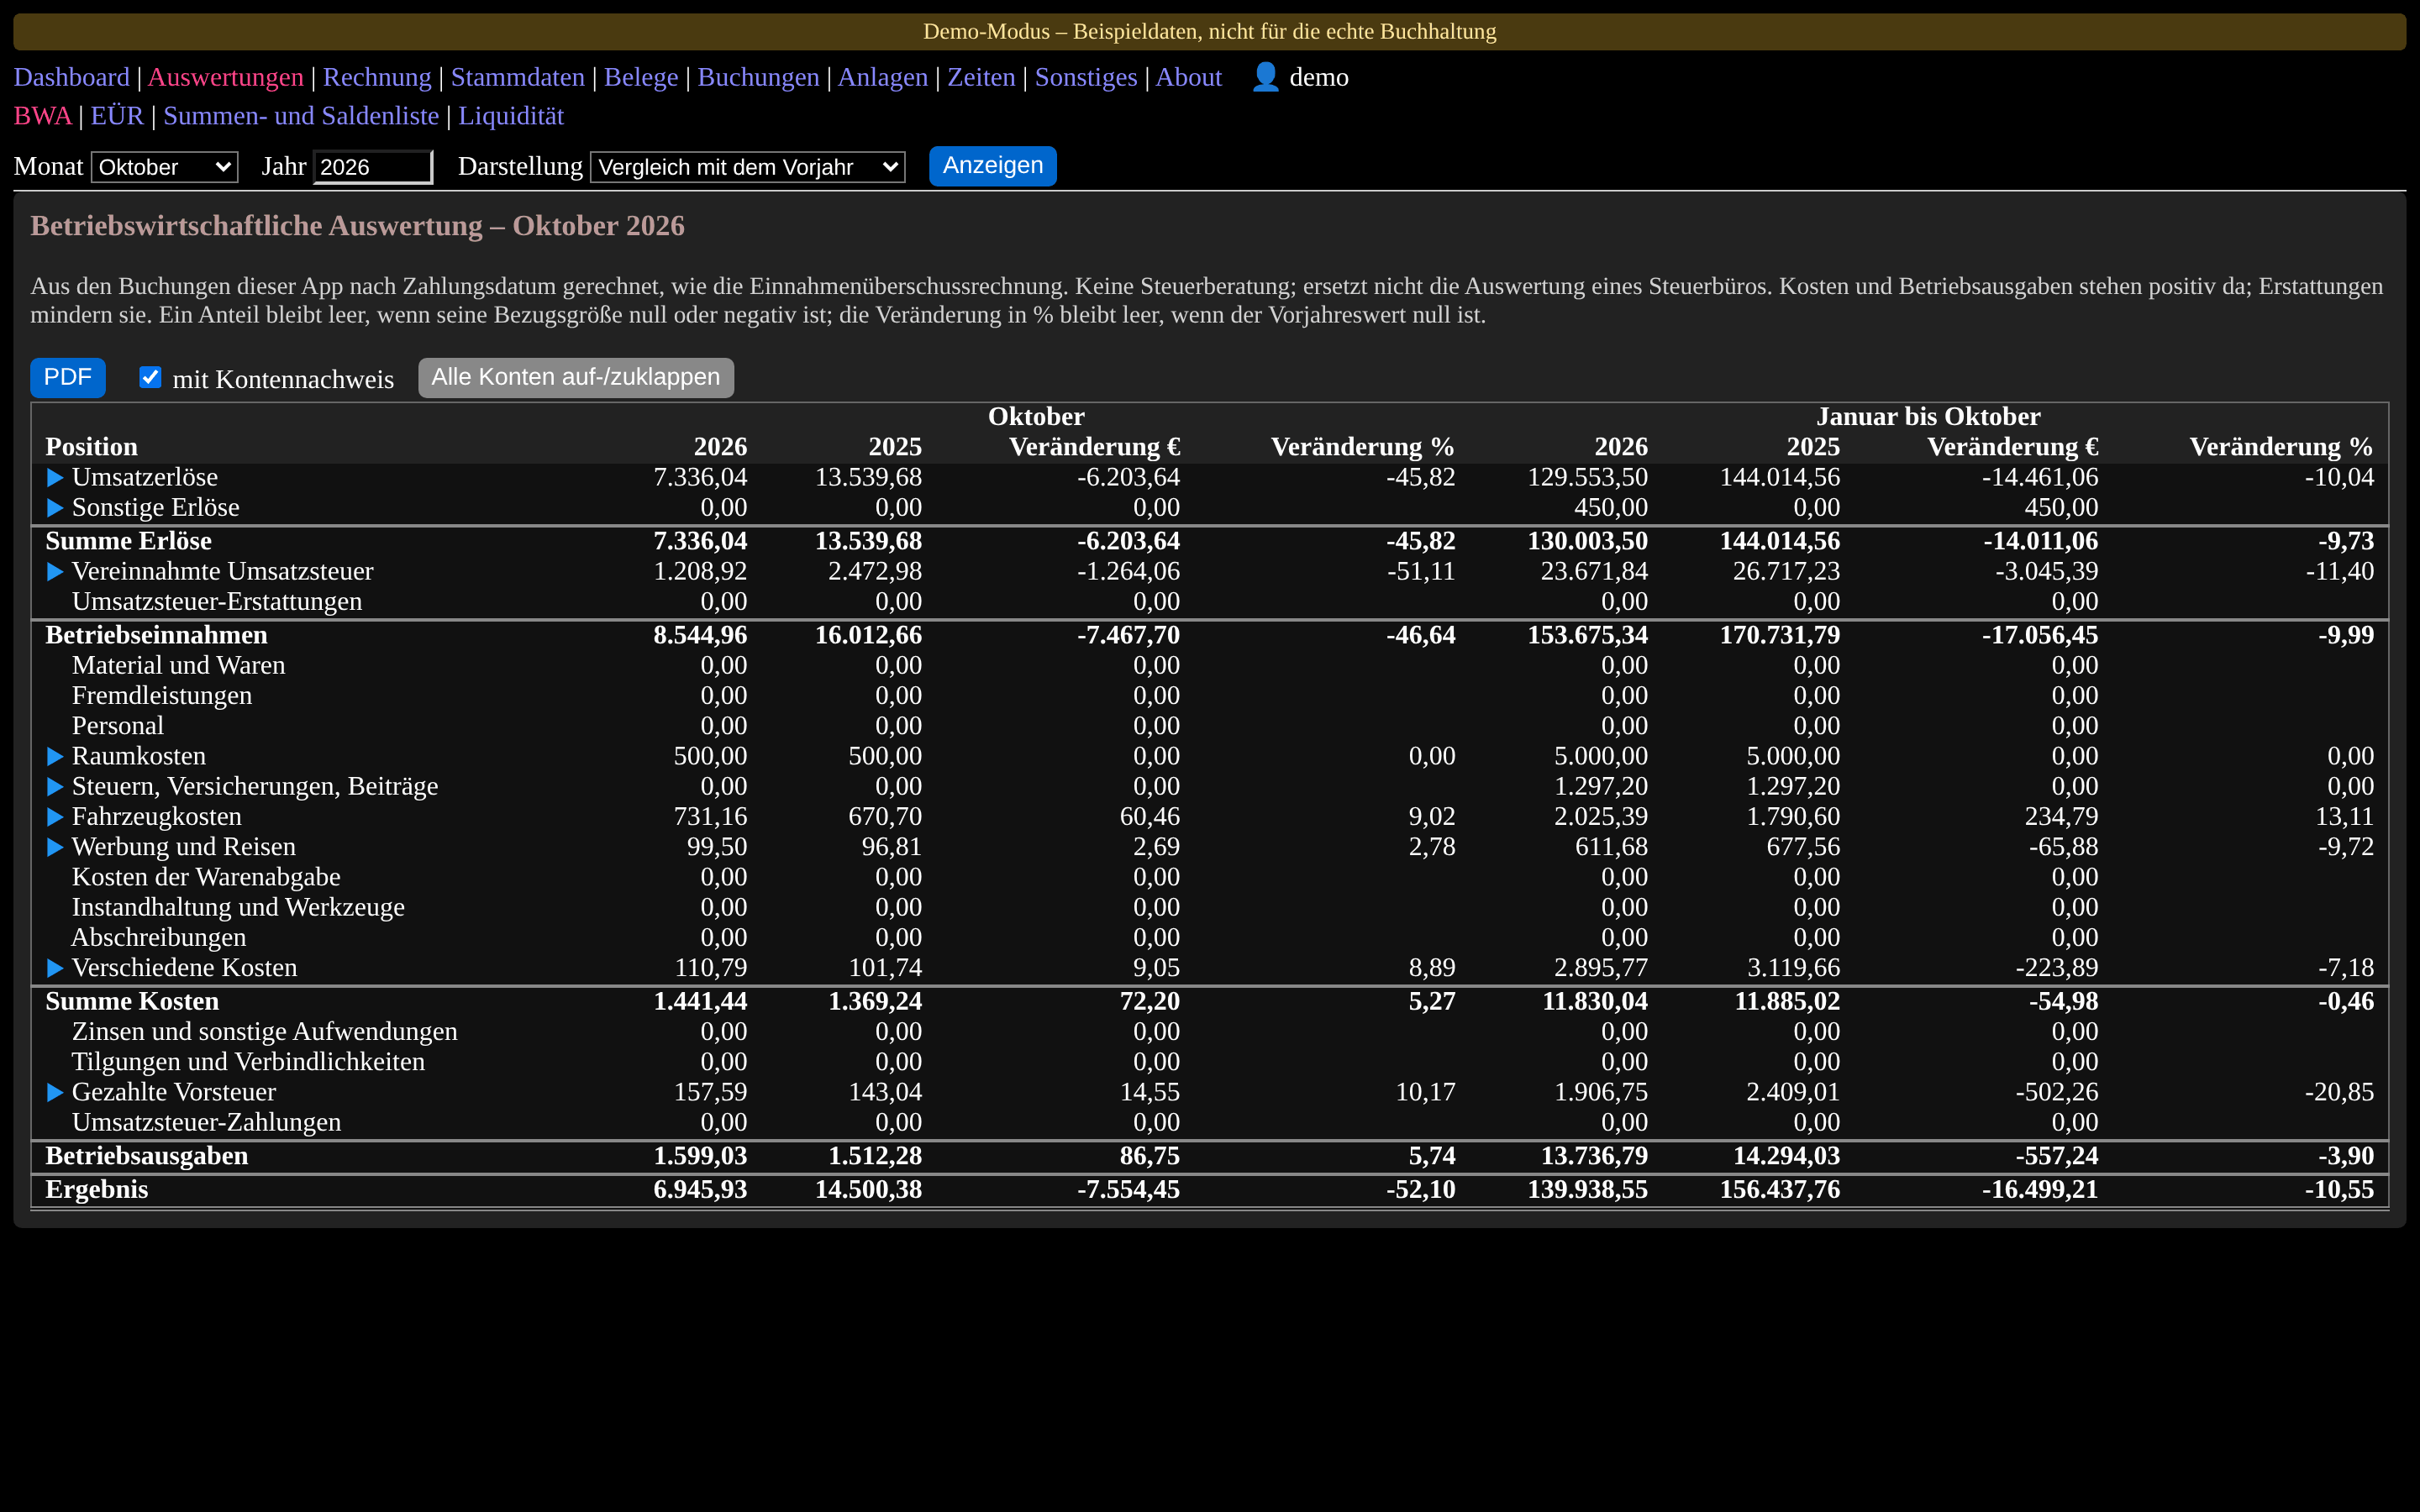 Demo-Modus – Beispieldaten, nicht für die echte Buchhaltung
Dashboard | Auswertungen | Rechnung | Stammdaten | Belege | Buchungen | Anlagen | Zeiten | Sonstiges | About 👤 demo
BWA | EÜR | Summen- und Saldenliste | Liquidität
Monat Oktober Jahr 2026 Darstellung Vergleich mit dem Vorjahr Anzeigen
Betriebswirtschaftliche Auswertung – Oktober 2026
Aus den Buchungen dieser App nach Zahlungsdatum gerechnet, wie die Einnahmenüberschussrechnung. Keine Steuerberatung; ersetzt nicht die Auswertung eines Steuerbüros. Kosten und Betriebsausgaben stehen positiv da; Erstattungen
mindern sie. Ein Anteil bleibt leer, wenn seine Bezugsgröße null oder negativ ist; die Veränderung in % bleibt leer, wenn der Vorjahreswert null ist.
PDF mit Kontennachweis Alle Konten auf-/zuklappen
Oktober Januar bis Oktober
Position 2026 2025 Veränderung € Veränderung % 2026 2025 Veränderung € Veränderung %
▶ Umsatzerlöse 7.336,04 13.539,68 -6.203,64 -45,82 129.553,50 144.014,56 -14.461,06 -10,04
▶ Sonstige Erlöse 0,00 0,00 0,00 450,00 0,00 450,00
Summe Erlöse 7.336,04 13.539,68 -6.203,64 -45,82 130.003,50 144.014,56 -14.011,06 -9,73
▶ Vereinnahmte Umsatzsteuer 1.208,92 2.472,98 -1.264,06 -51,11 23.671,84 26.717,23 -3.045,39 -11,40
Umsatzsteuer-Erstattungen 0,00 0,00 0,00 0,00 0,00 0,00
Betriebseinnahmen 8.544,96 16.012,66 -7.467,70 -46,64 153.675,34 170.731,79 -17.056,45 -9,99
Material und Waren 0,00 0,00 0,00 0,00 0,00 0,00
Fremdleistungen 0,00 0,00 0,00 0,00 0,00 0,00
Personal 0,00 0,00 0,00 0,00 0,00 0,00
▶ Raumkosten 500,00 500,00 0,00 0,00 5.000,00 5.000,00 0,00 0,00
▶ Steuern, Versicherungen, Beiträge 0,00 0,00 0,00 1.297,20 1.297,20 0,00 0,00
▶ Fahrzeugkosten 731,16 670,70 60,46 9,02 2.025,39 1.790,60 234,79 13,11
▶ Werbung und Reisen 99,50 96,81 2,69 2,78 611,68 677,56 -65,88 -9,72
Kosten der Warenabgabe 0,00 0,00 0,00 0,00 0,00 0,00
Instandhaltung und Werkzeuge 0,00 0,00 0,00 0,00 0,00 0,00
Abschreibungen 0,00 0,00 0,00 0,00 0,00 0,00
▶ Verschiedene Kosten 110,79 101,74 9,05 8,89 2.895,77 3.119,66 -223,89 -7,18
Summe Kosten 1.441,44 1.369,24 72,20 5,27 11.830,04 11.885,02 -54,98 -0,46
Zinsen und sonstige Aufwendungen 0,00 0,00 0,00 0,00 0,00 0,00
Tilgungen und Verbindlichkeiten 0,00 0,00 0,00 0,00 0,00 0,00
▶ Gezahlte Vorsteuer 157,59 143,04 14,55 10,17 1.906,75 2.409,01 -502,26 -20,85
Umsatzsteuer-Zahlungen 0,00 0,00 0,00 0,00 0,00 0,00
Betriebsausgaben 1.599,03 1.512,28 86,75 5,74 13.736,79 14.294,03 -557,24 -3,90
Ergebnis 6.945,93 14.500,38 -7.554,45 -52,10 139.938,55 156.437,76 -16.499,21 -10,55